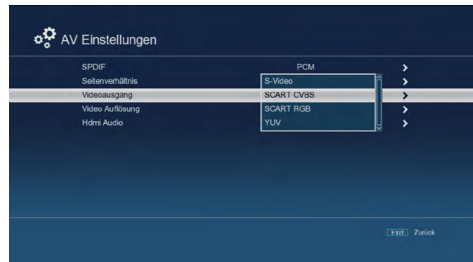 AV Einstellungen
SPDIF PCM
Seitenverhältnis S-Video
Videoausgang SCART CVBS
Video Auflösung SCART RGB
Hdmi Audio YUV
EXIT Zurück